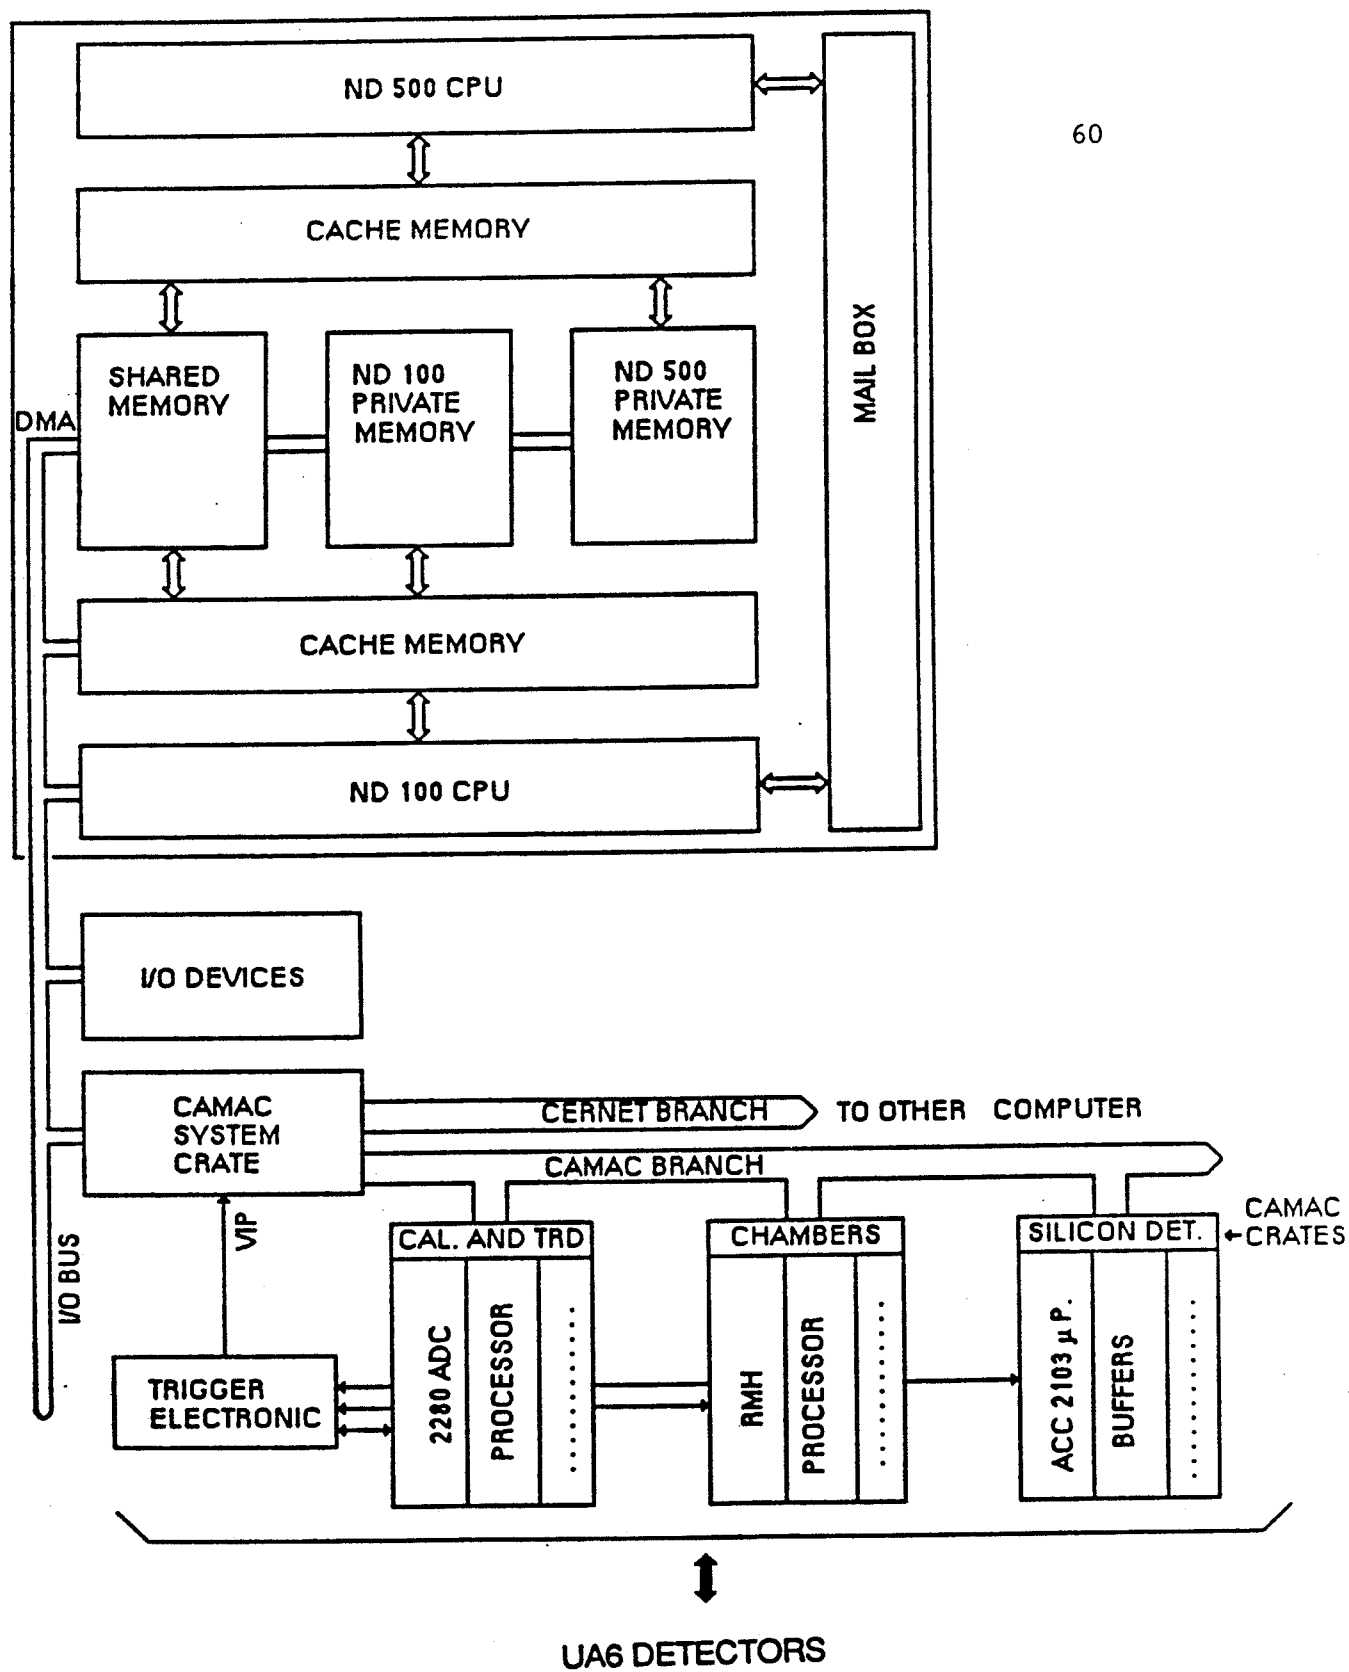 60
ND 500 CPU
CACHE MEMORY
SHARED
MEMORY
ND 100
PRIVATE
MEMORY
ND 500
PRIVATE
MEMORY
MAIL BOX
DMA
CACHE MEMORY
ND 100 CPU
I/O DEVICES
CAMAC
SYSTEM
CRATE
CERNET BRANCH
TO OTHER COMPUTER
CAMAC BRANCH
VIP
I/O BUS
CAL. AND TRD
CHAMBERS
SILICON DET.
CAMAC
CRATES
2280 ADC
PROCESSOR
RMH
PROCESSOR
ACC 2103 μP.
BUFFERS
TRIGGER
ELECTRONIC
UA6 DETECTORS